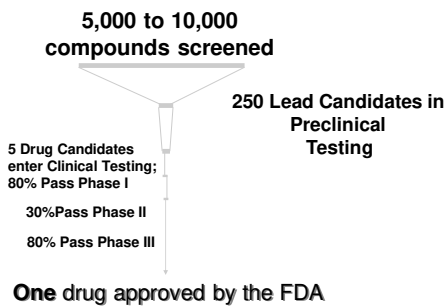 5,000 to 10,000
compounds screened
250 Lead Candidates in
Preclinical
Testing
5 Drug Candidates
enter Clinical Testing;
80% Pass Phase I
30%Pass Phase II
80% Pass Phase III
One drug approved by the FDA